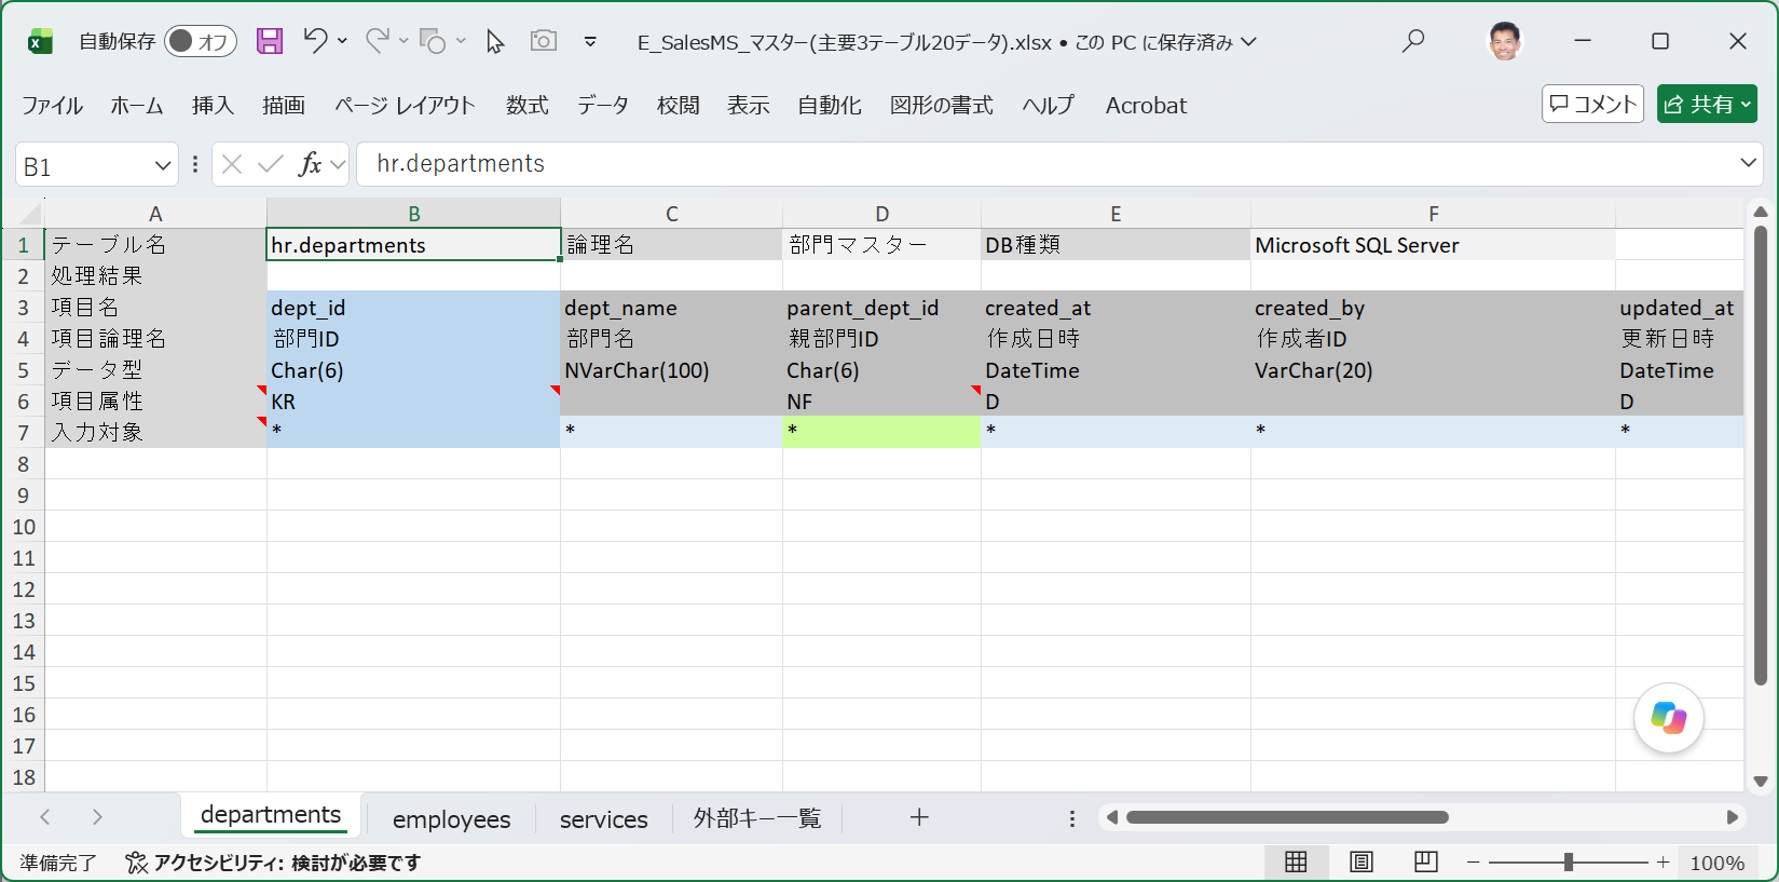 自動保存 オフ E_SalesMS_マスター(主要3テーブル20データ).xlsx • この PC に保存済み
ファイル ホーム 挿入 描画 ページ レイアウト 数式 データ 校閲 表示 自動化 図形の書式 ヘルプ Acrobat コメント 共有
B1 fx hr.departments
A B C D E F
1 テーブル名 hr.departments 論理名 部門マスター DB種類 Microsoft SQL Server
2 処理結果
3 項目名 dept_id dept_name parent_dept_id created_at created_by updated_at
4 項目論理名 部門ID 部門名 親部門ID 作成日時 作成者ID 更新日時
5 データ型 Char(6) NVarChar(100) Char(6) DateTime VarChar(20) DateTime
6 項目属性 KR NF D D
7 入力対象 * * * * * *
8
9
10
11
12
13
14
15
16
17
18
departments employees services 外部キー一覧
準備完了 アクセシビリティ: 検討が必要です 100%